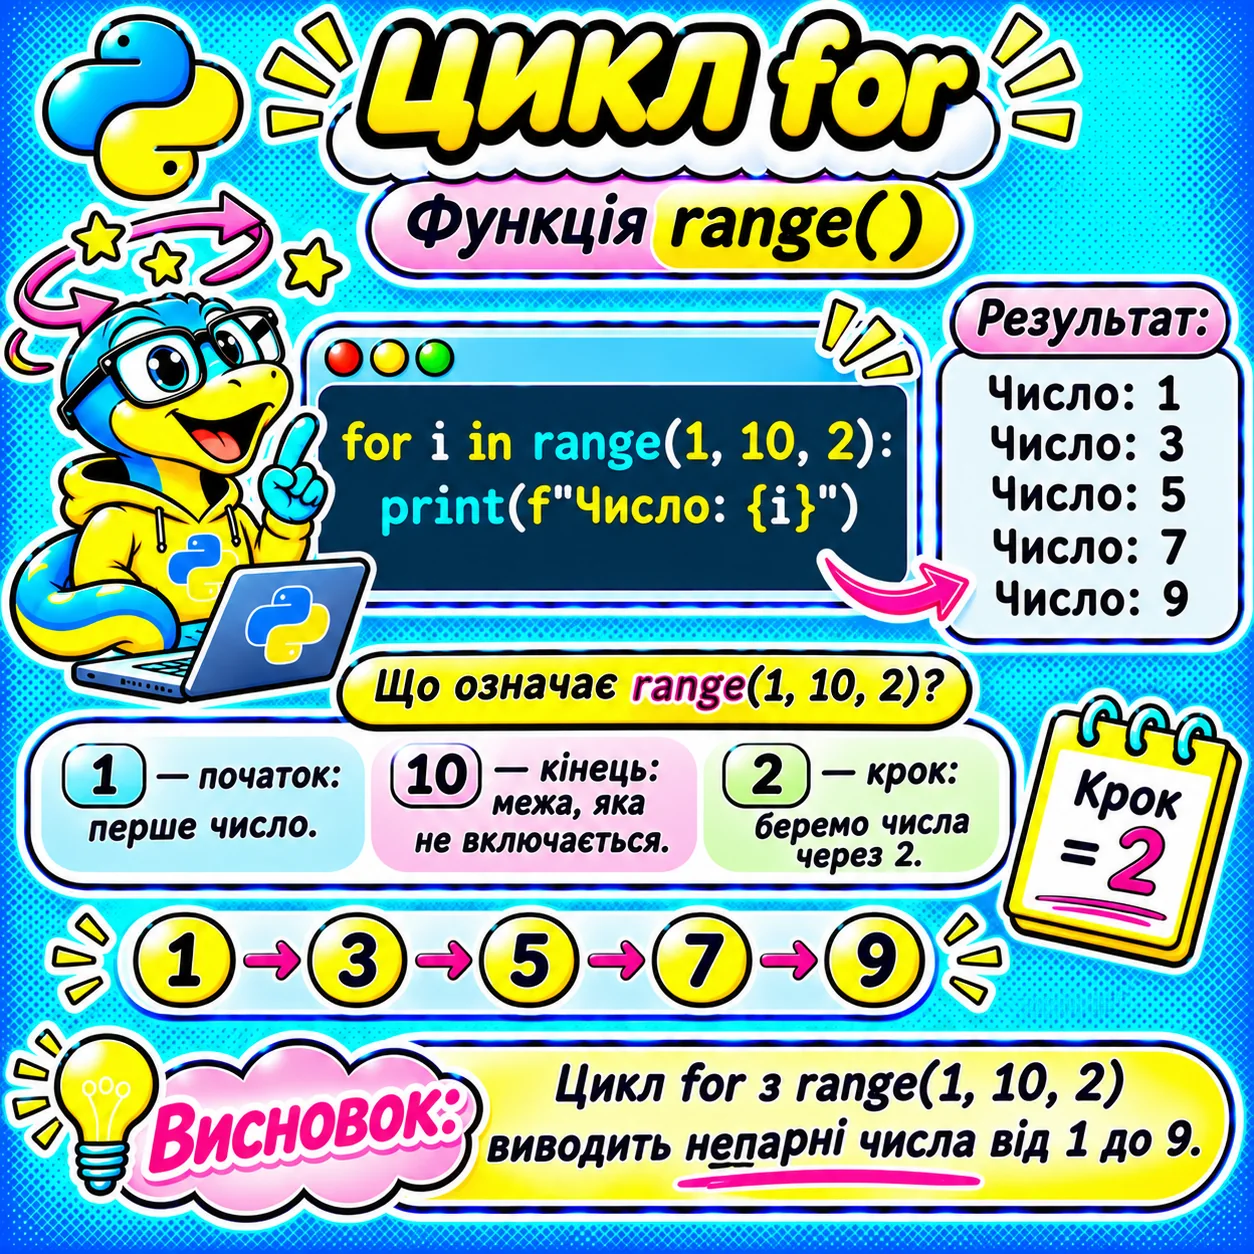 Цикл for
Функція range()
for i in range(1, 10, 2):
print(f"Число: {i}")
Результат:
Число: 1
Число: 3
Число: 5
Число: 7
Число: 9
Що означає range(1, 10, 2)?
1 — початок:
перше число.
10 — кінець:
межа, яка
не включається.
2 — крок:
беремо числа
через 2.
Крок
= 2
1 3 5 7 9
Висновок:
Цикл for з range(1, 10, 2)
виводить непарні числа від 1 до 9.